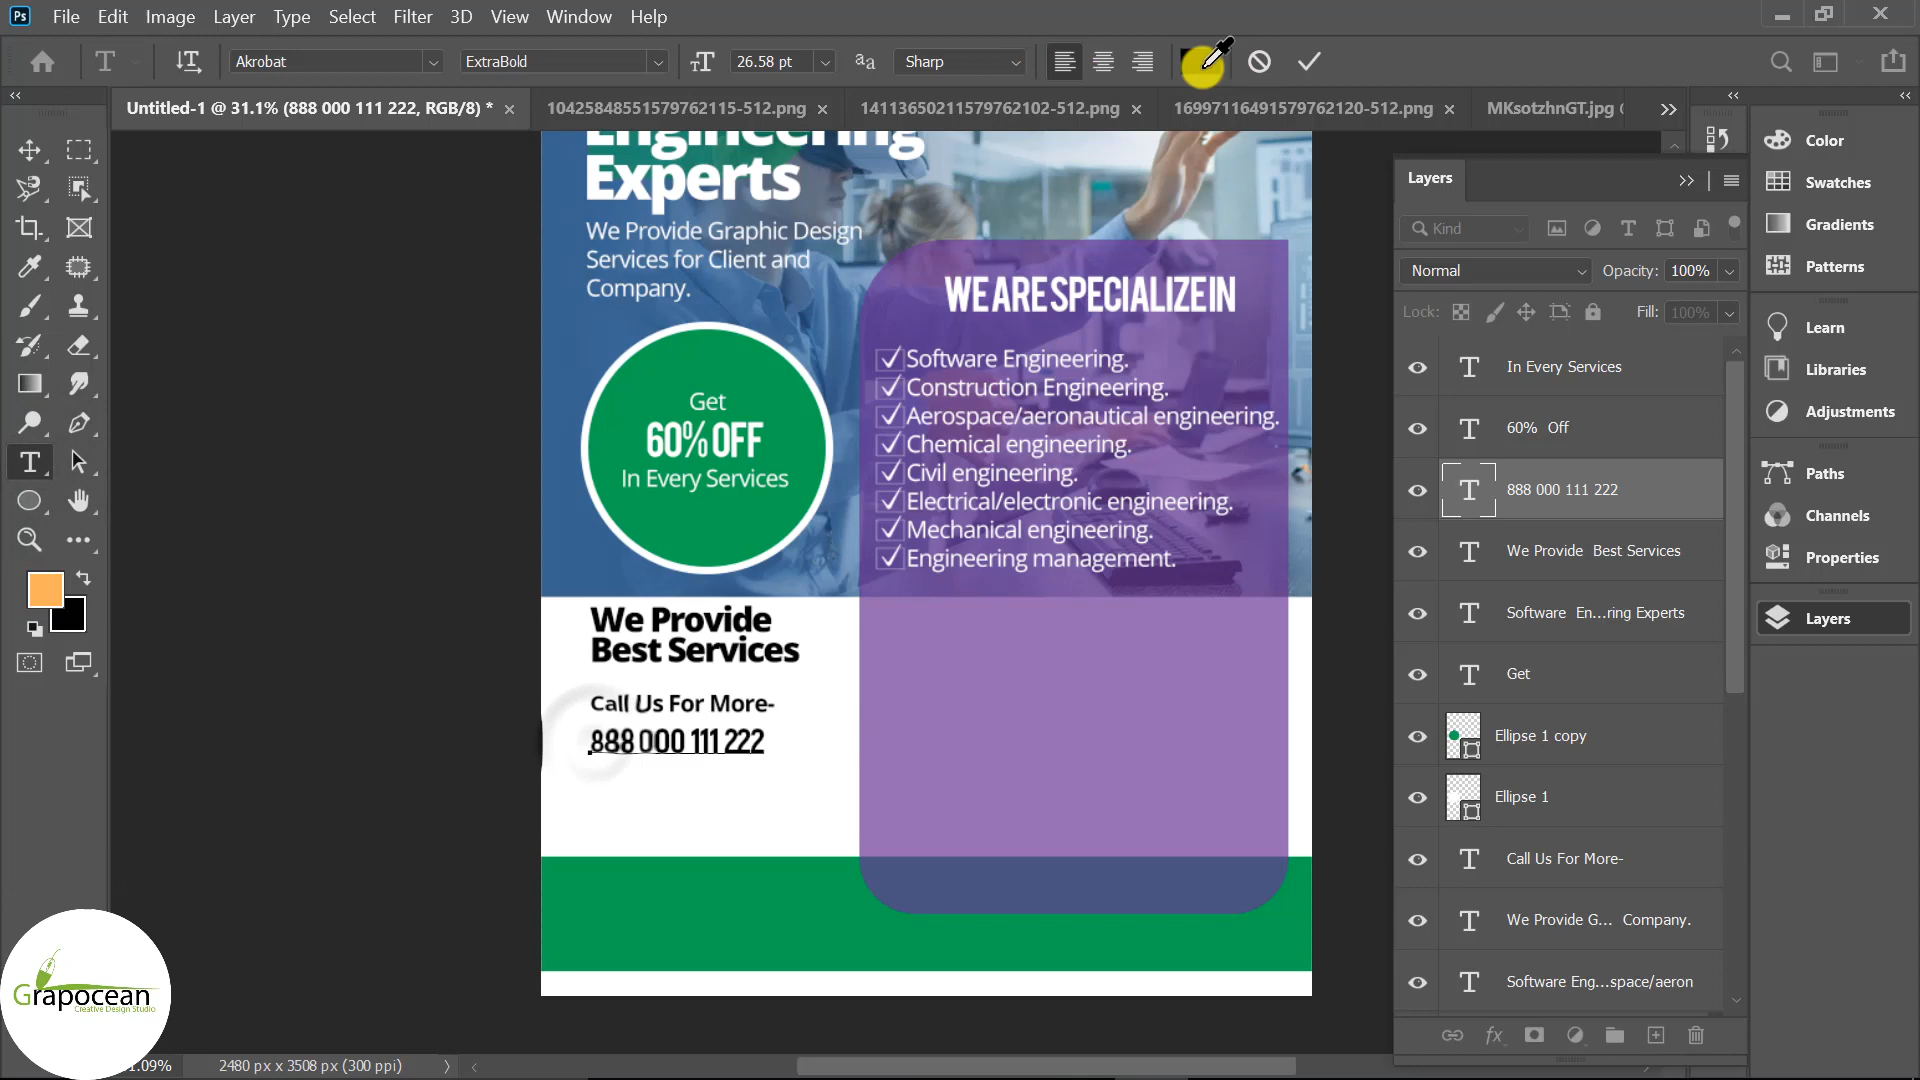 Ps File Edit Image Layer Type Select Filter 3D View Window Help
Akrobat ExtraBold 26.58 pt Sharp
Untitled-1 @ 31.1% (888 000 111 222, RGB/8) * 10425848551579762115-512.png 14113650211579762102-512.png 16997116491579762120-512.png MKsotzhnGT.jpg
Engineering
Experts
We Provide Graphic Design
Services for Client and
Company.
Get
60% OFF
In Every Services
WE ARE SPECIALIZE IN
Software Engineering.
Construction Engineering.
Aerospace/aeronautical engineering.
Chemical engineering.
Civil engineering.
Electrical/electronic engineering.
Mechanical engineering.
Engineering management.
We Provide
Best Services
Call Us For More-
888 000 111 222
Layers
Kind
Normal Opacity: 100%
Lock: Fill: 100%
In Every Services
60% Off
888 000 111 222
We Provide Best Services
Software En...ring Experts
Get
Ellipse 1 copy
Ellipse 1
Call Us For More-
We Provide G... Company.
Software Eng...space/aeron
Color
Swatches
Gradients
Patterns
Learn
Libraries
Adjustments
Paths
Channels
Properties
Layers
Grapocean
Creative Design Studio
2480 px x 3508 px (300 ppi)